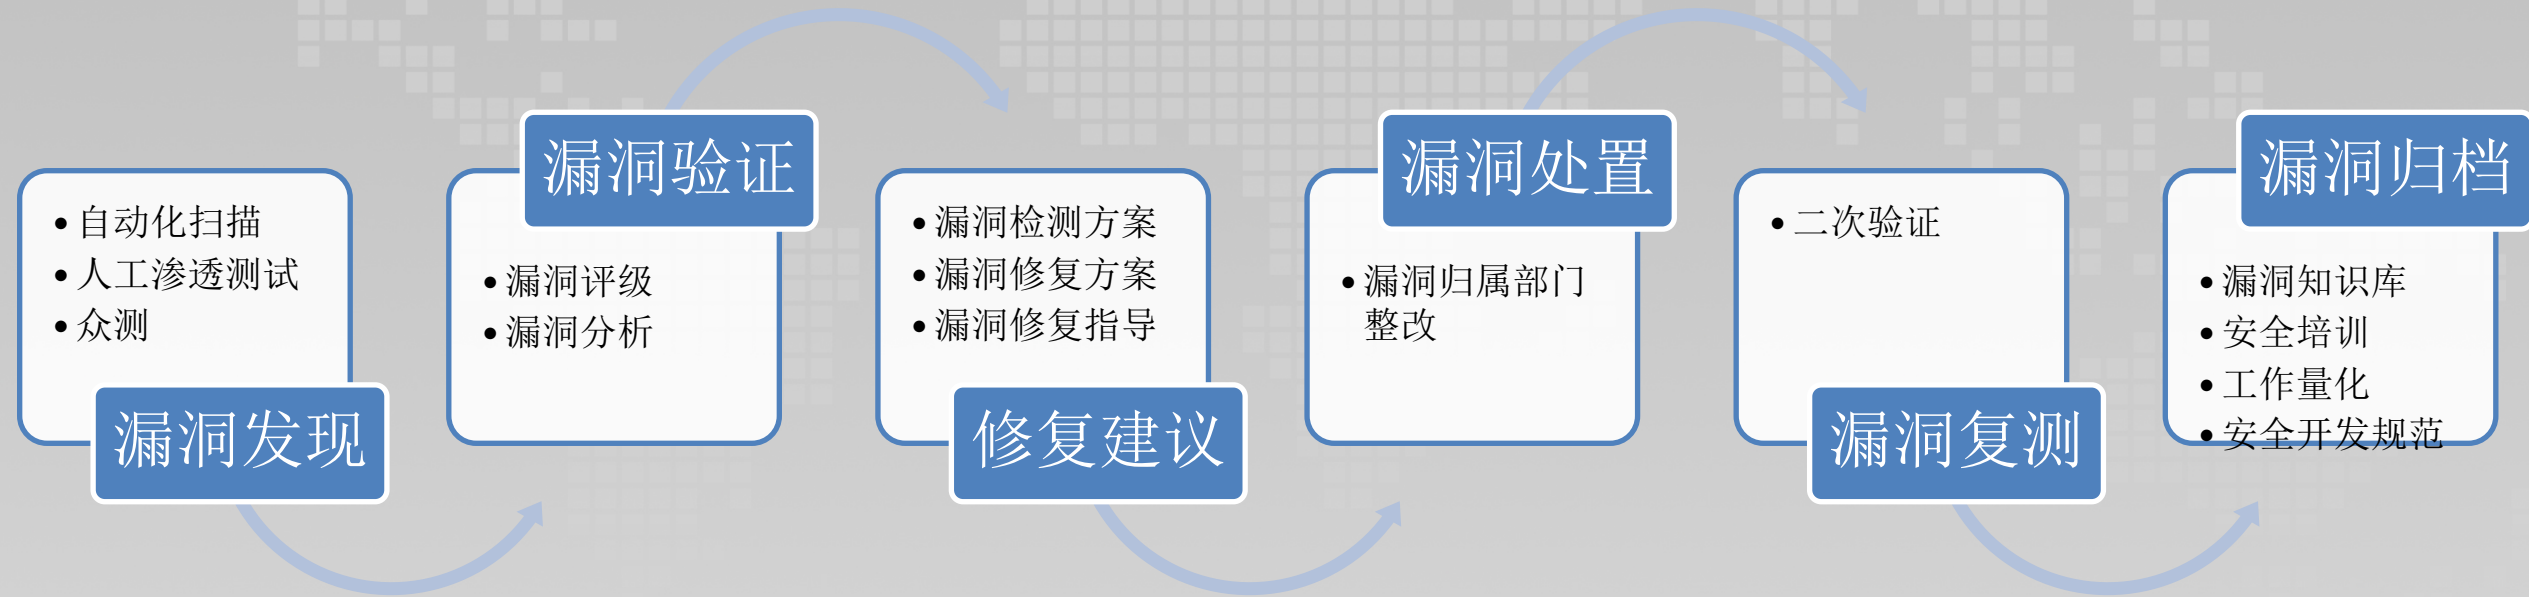 • 自动化扫描
• 人工渗透测试
• 众测
漏洞发现
漏洞验证
• 漏洞评级
• 漏洞分析
• 漏洞检测方案
• 漏洞修复方案
• 漏洞修复指导
修复建议
漏洞处置
• 漏洞归属部门
整改
• 二次验证
漏洞复测
漏洞归档
• 漏洞知识库
• 安全培训
• 工作量化
• 安全开发规范